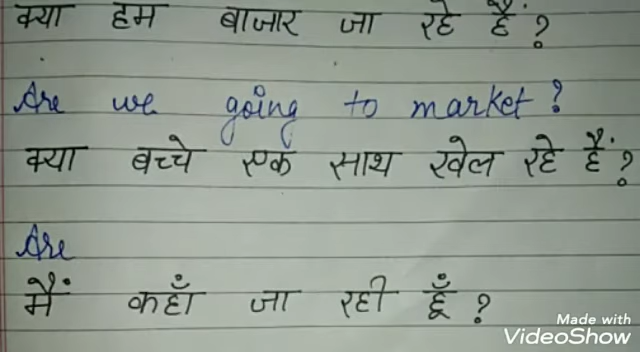 क्या हम बाजार जा रहे हैं?
Are we going to market?
क्या बच्चे एक साथ खेल रहे हैं?
Are
मैं कहाँ जा रही हूँ?
Made with
VideoShow